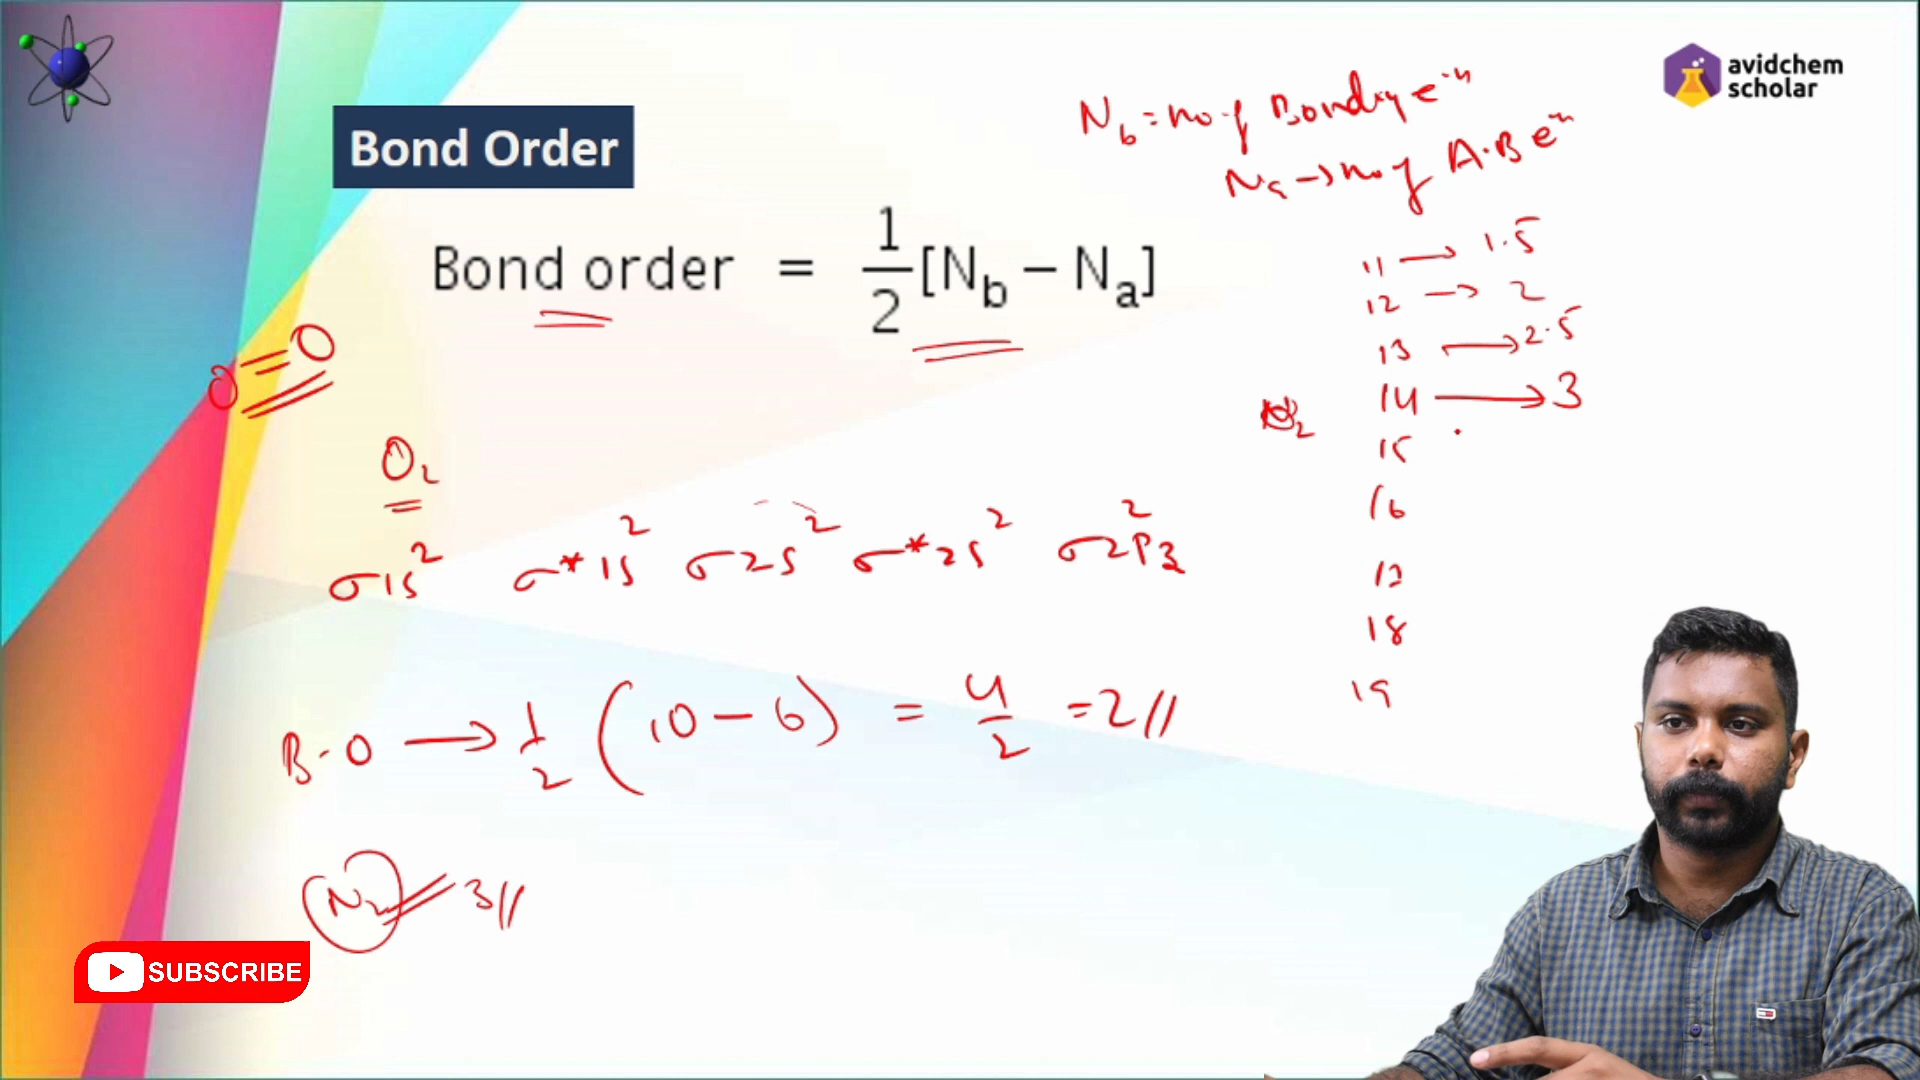 avidchem
scholar
N_b = no. of Bonding e⁻ⁿ
N_a → no. of A.B e⁻ⁿ
Bond Order
Bond order = 1/2 [N_b − N_a]
11 → 1.5
12 → 2
13 → 2.5
14 → 3
15
16
17
18
19
O=O
O₂
σ1s² σ*1s² σ2s² σ*2s² σ2Pz²
B.O → 1/2 (10 − 6) = 4/2 = 2//
N₂ 3//
SUBSCRIBE